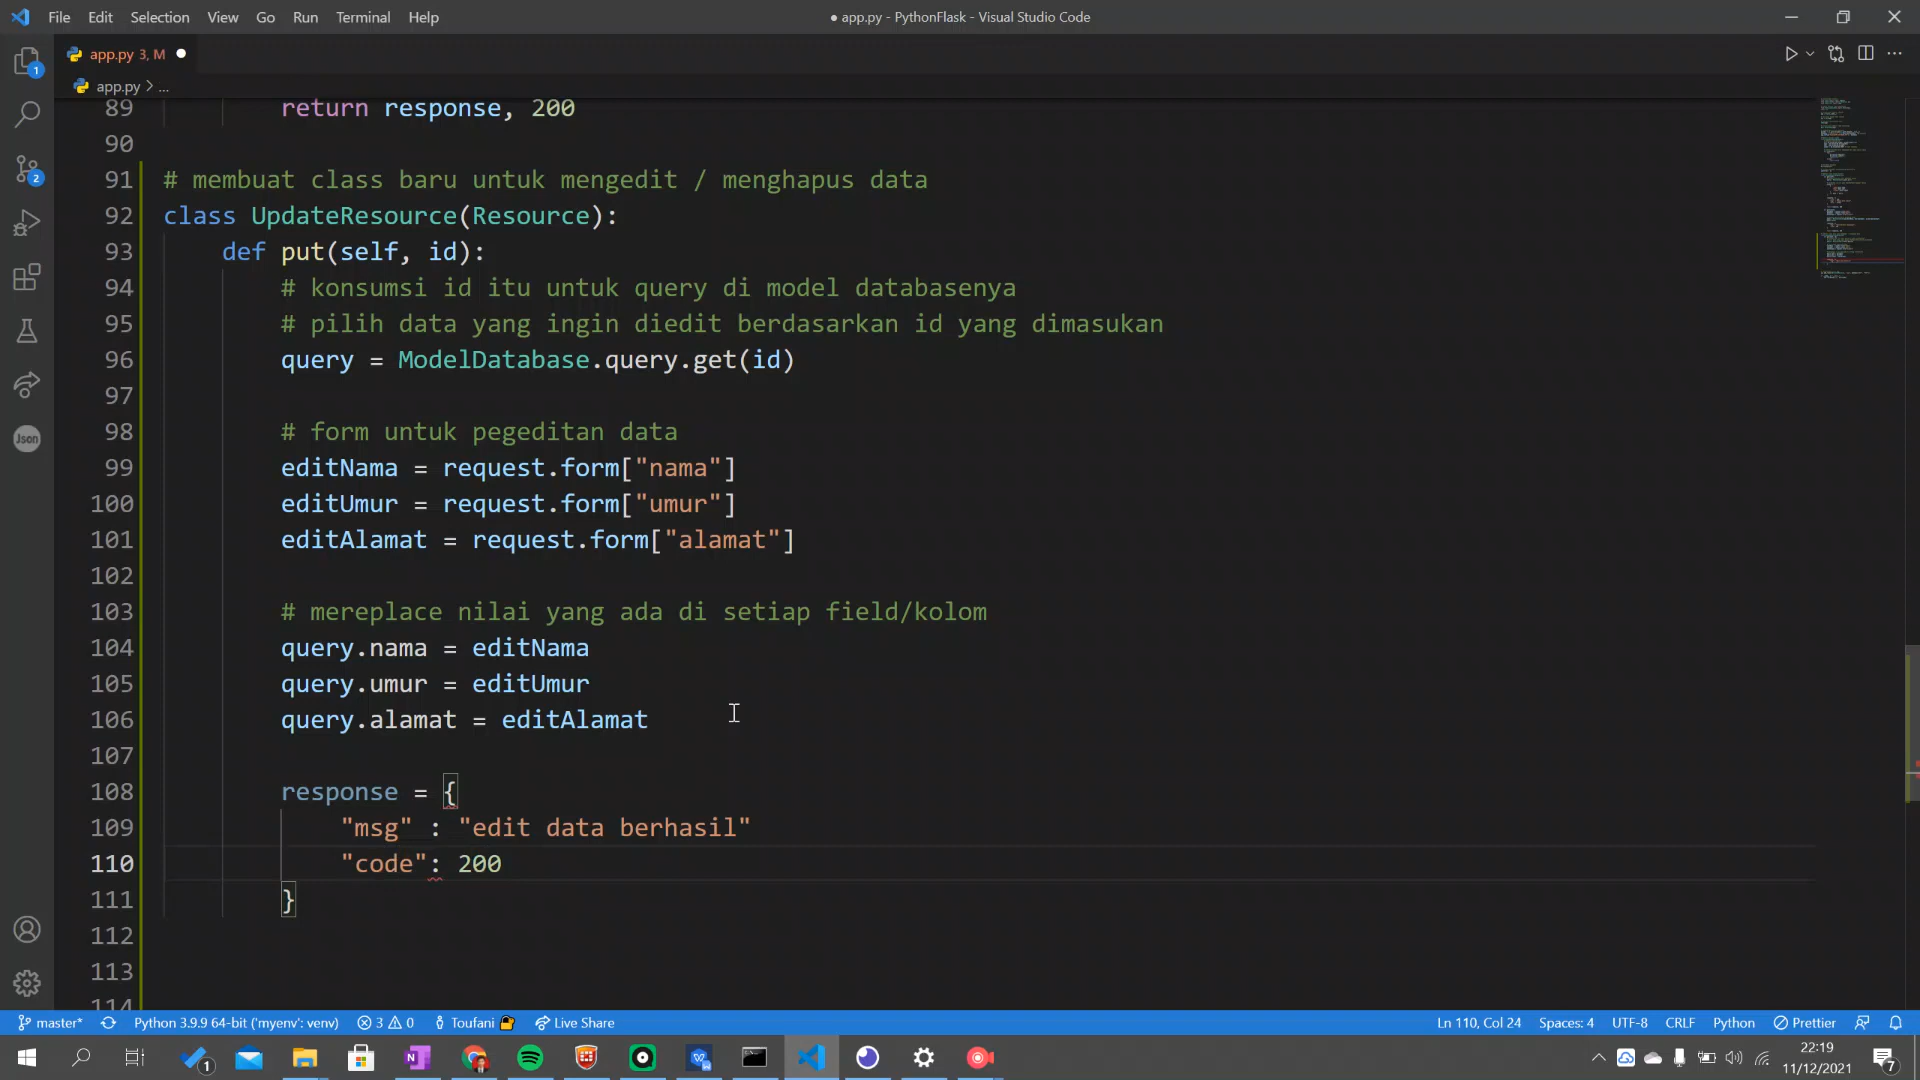 File Edit Selection View Go Run Terminal Help
● app.py - PythonFlask - Visual Studio Code
1
2
Json
app.py 3, M ●
app.py > ...
89 return response, 200
90
91 # membuat class baru untuk mengedit / menghapus data
92 class UpdateResource(Resource):
93 def put(self, id):
94 # konsumsi id itu untuk query di model databasenya
95 # pilih data yang ingin diedit berdasarkan id yang dimasukan
96 query = ModelDatabase.query.get(id)
97
98 # form untuk pegeditan data
99 editNama = request.form["nama"]
100 editUmur = request.form["umur"]
101 editAlamat = request.form["alamat"]
102
103 # mereplace nilai yang ada di setiap field/kolom
104 query.nama = editNama
105 query.umur = editUmur
106 query.alamat = editAlamat
107
108 response = {
109 "msg" : "edit data berhasil"
110 "code": 200
111 }
112
113
114
master* Python 3.9.9 64-bit ('myenv': venv) 3 0 Toufani Live Share
Ln 110, Col 24 Spaces: 4 UTF-8 CRLF Python Prettier
1
22:19
11/12/2021
7